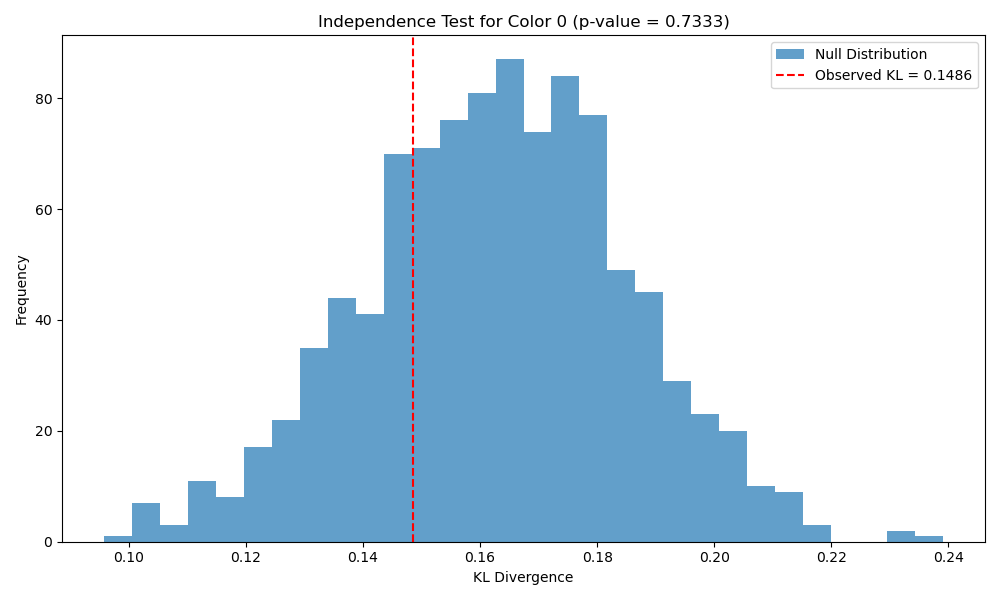 Independence Test for Color 0 (p-value = 0.7333)
Null Distribution
Observed KL = 0.1486
Frequency
80
60
40
20
0
0.10 0.12 0.14 0.16 0.18 0.20 0.22 0.24
KL Divergence